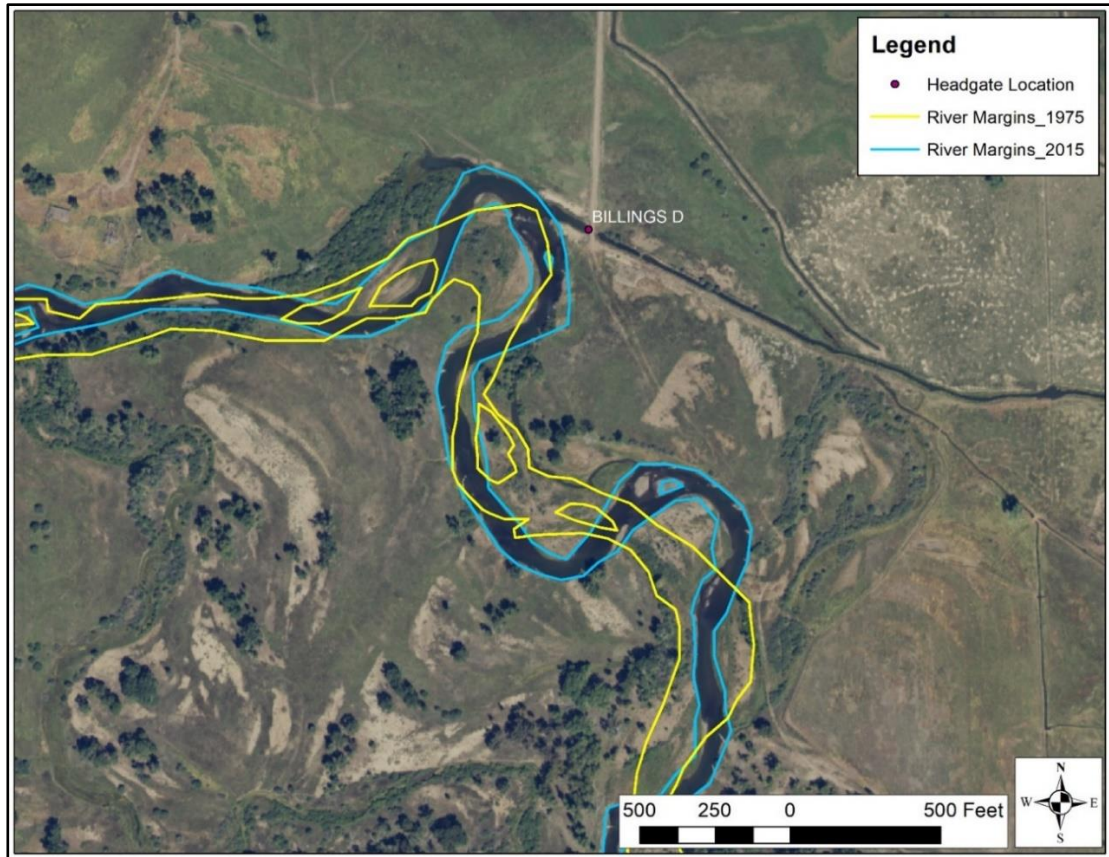 Legend
Headgate Location
River Margins_1975
River Margins_2015
BILLINGS D
N
W E
S
500 250 0 500 Feet